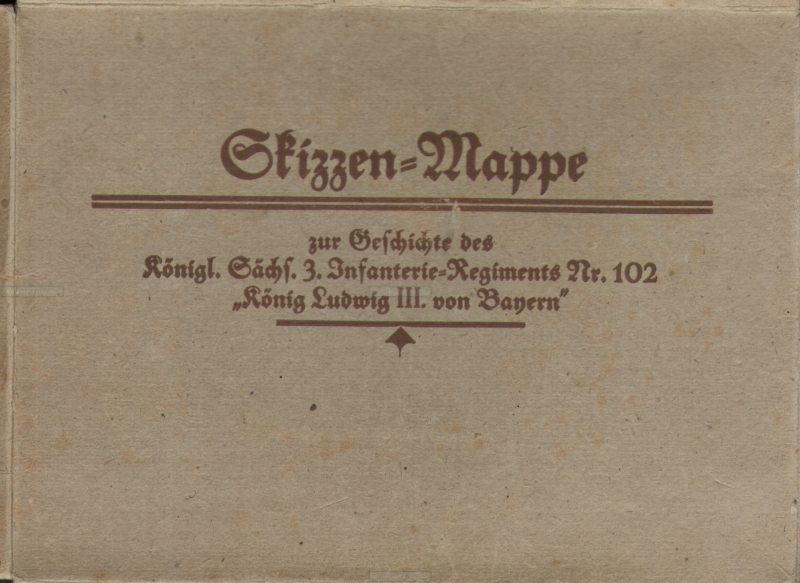 Skizzen-Mappe
zur Geschichte des
Königl. Sächs. 3. Infanterie-Regiments Nr. 102
„König Ludwig III. von Bayern"